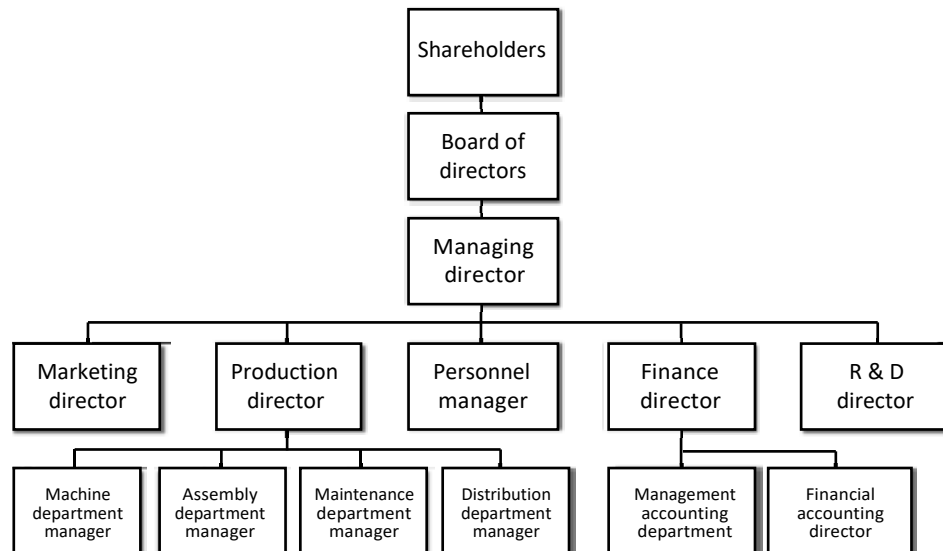 Shareholders
Board of
directors
Managing
director
Marketing
director
Production
director
Personnel
manager
Finance
director
R & D
director
Machine
department
manager
Assembly
department
manager
Maintenance
department
manager
Distribution
department
manager
Management
accounting
department
Financial
accounting
director